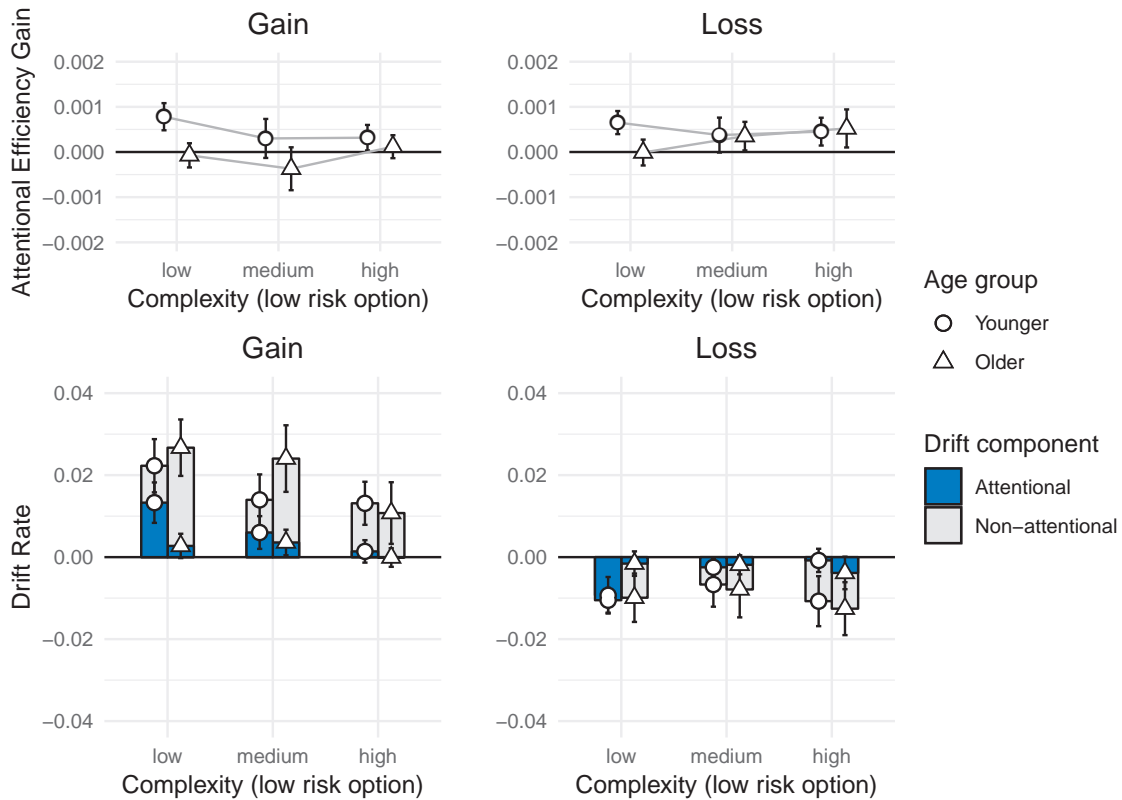 Gain
Loss
Attentional Efficiency Gain
0.002
0.001
0.000
−0.001
−0.002
0.002
0.001
0.000
−0.001
−0.002
low
medium
high
low
medium
high
Complexity (low risk option)
Complexity (low risk option)
Age group
Younger
Older
Drift component
Attentional
Non−attentional
Gain
Loss
Drift Rate
0.04
0.02
0.00
−0.02
−0.04
0.04
0.02
0.00
−0.02
−0.04
low
medium
high
low
medium
high
Complexity (low risk option)
Complexity (low risk option)